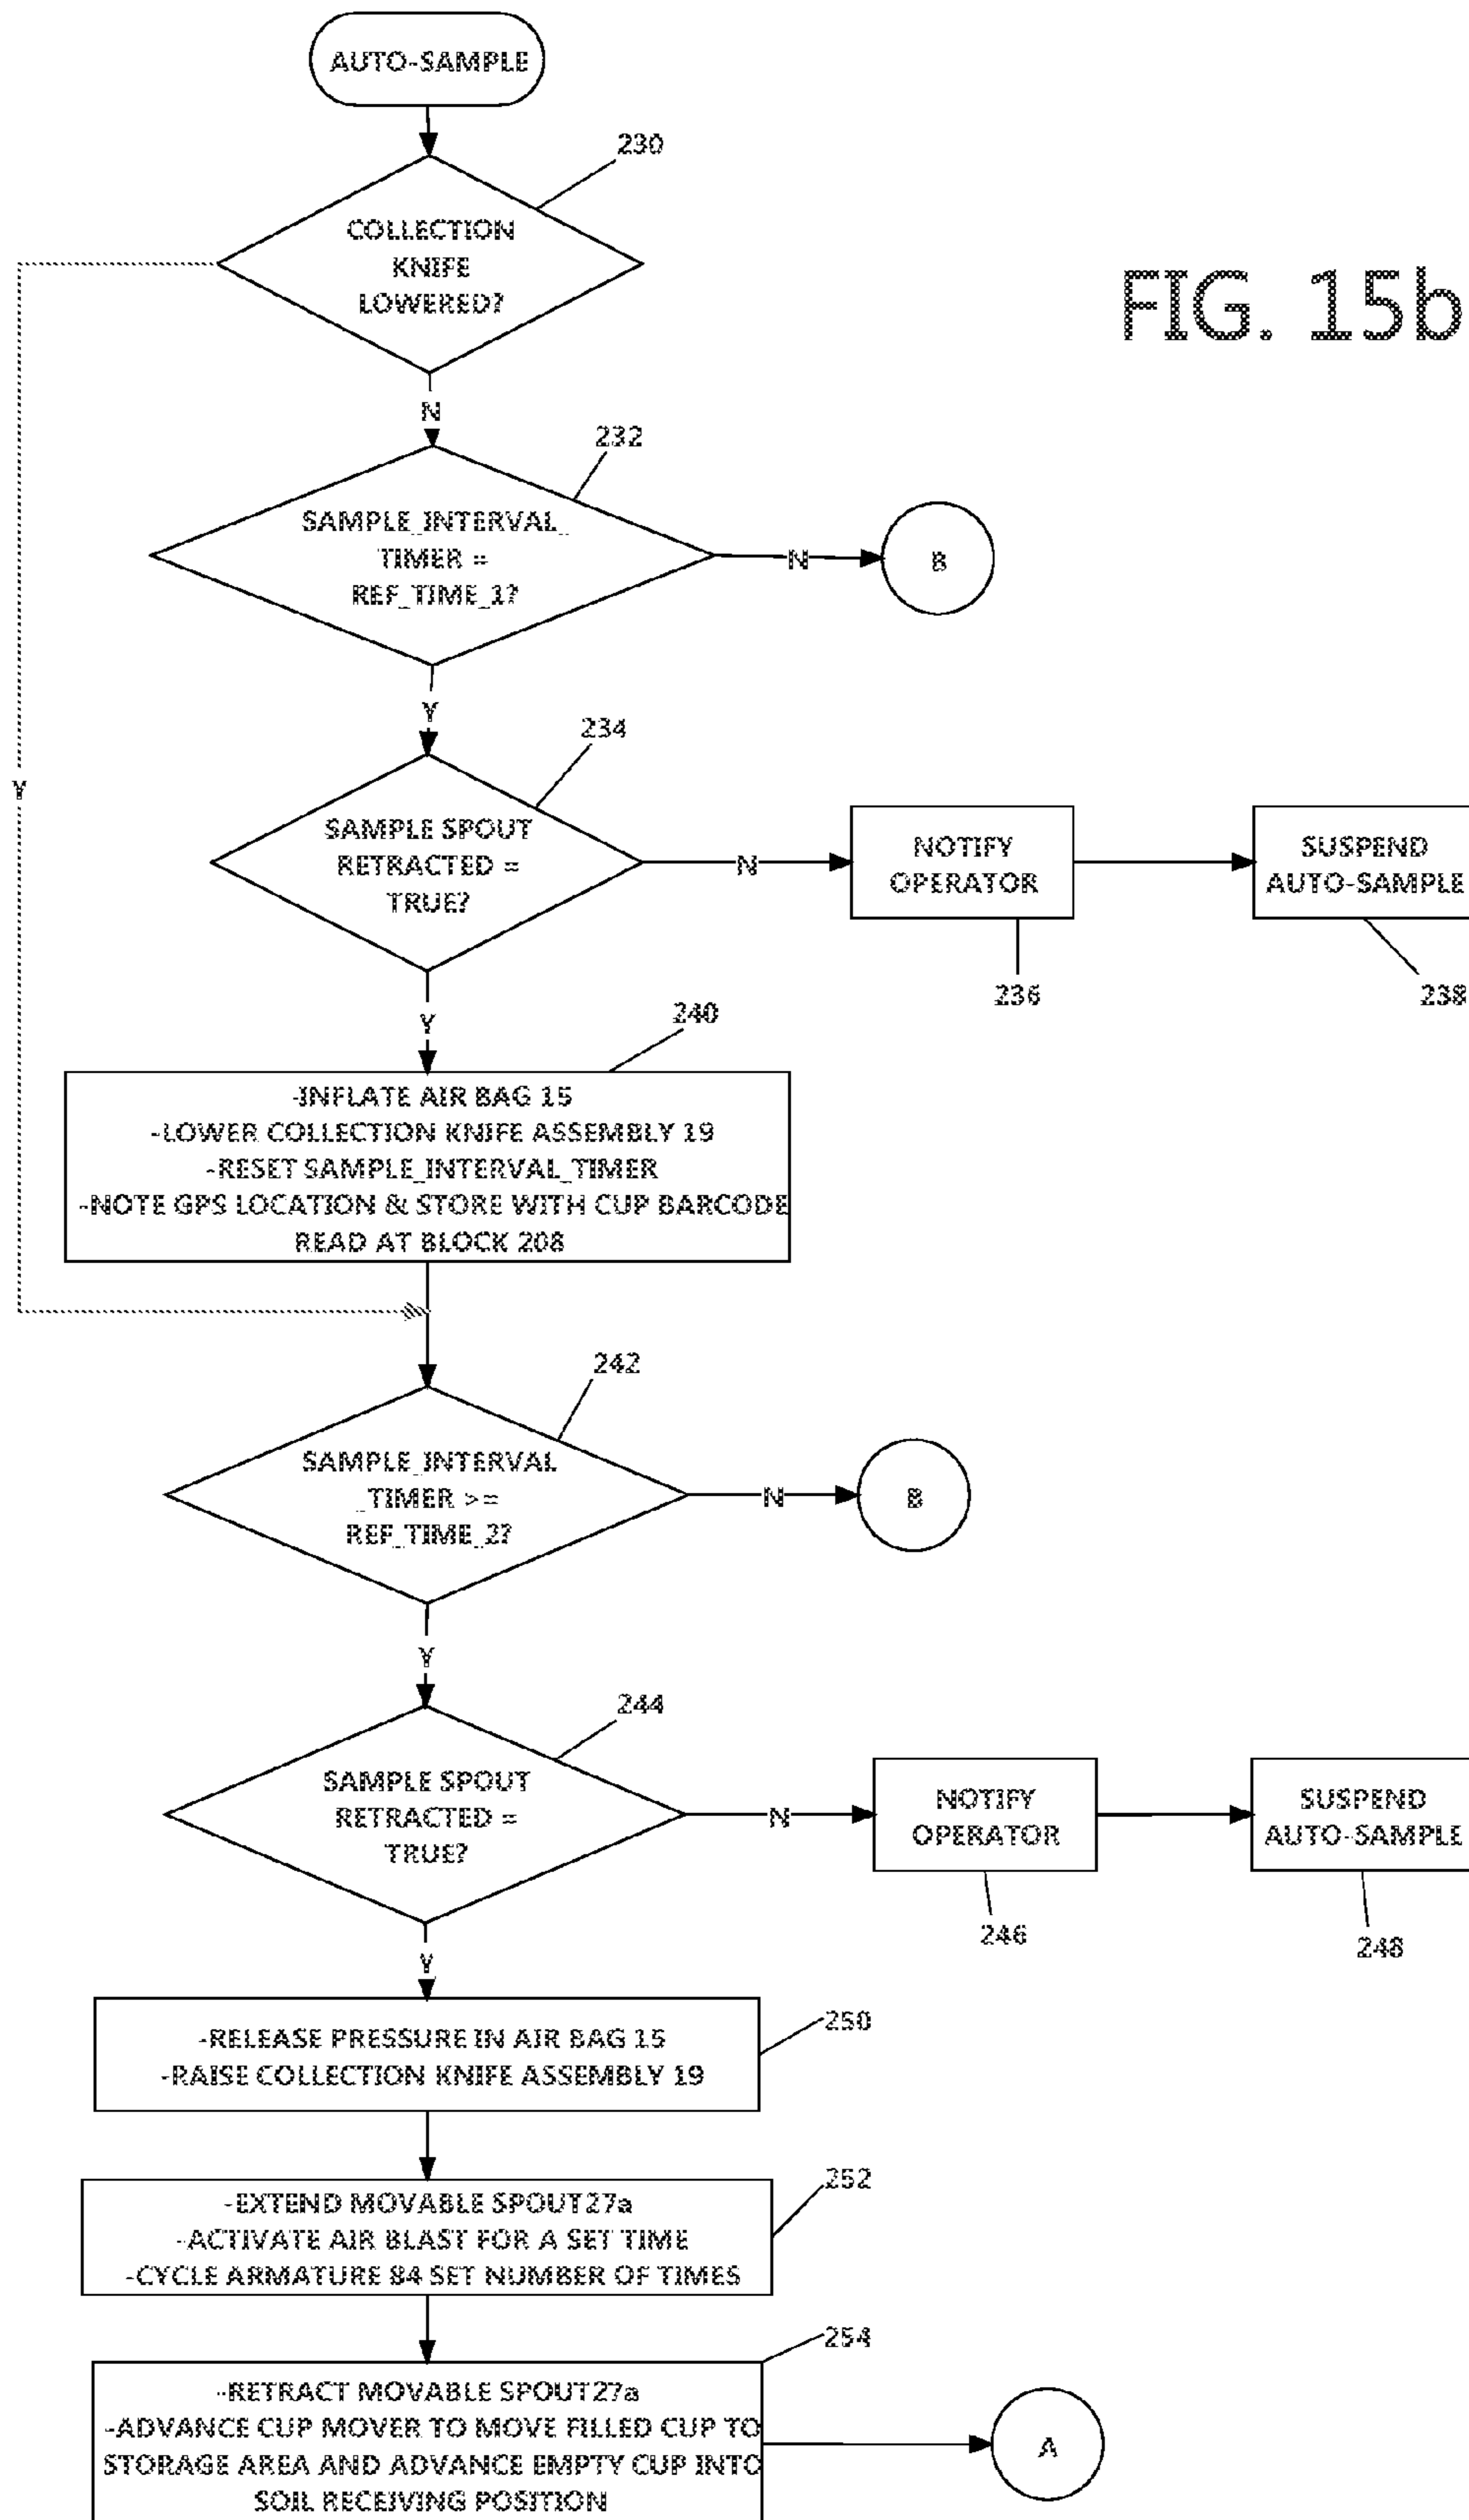 AUTO-SAMPLE
230
COLLECTION
KNIFE
LOWERED?
FIG. 15b
N
232
SAMPLE_INTERVAL_
TIMER =
REF_TIME_1?
N
B
Y
234
Y
SAMPLE SPOUT
RETRACTED =
TRUE?
N
NOTIFY
OPERATOR
SUSPEND
AUTO-SAMPLE
236
238
Y
240
-INFLATE AIR BAG 15
-LOWER COLLECTION KNIFE ASSEMBLY 19
-RESET SAMPLE_INTERVAL_TIMER
-NOTE GPS LOCATION & STORE WITH CUP BARCODE
READ AT BLOCK 208
242
SAMPLE_INTERVAL
_TIMER >=
REF_TIME_2?
N
B
Y
244
SAMPLE SPOUT
RETRACTED =
TRUE?
N
NOTIFY
OPERATOR
SUSPEND
AUTO-SAMPLE
246
248
Y
250
-RELEASE PRESSURE IN AIR BAG 15
-RAISE COLLECTION KNIFE ASSEMBLY 19
252
-EXTEND MOVABLE SPOUT27a
-ACTIVATE AIR BLAST FOR A SET TIME
-CYCLE ARMATURE 84 SET NUMBER OF TIMES
254
-RETRACT MOVABLE SPOUT27a
-ADVANCE CUP MOVER TO MOVE FILLED CUP TO
STORAGE AREA AND ADVANCE EMPTY CUP INTO
SOIL RECEIVING POSITION
A